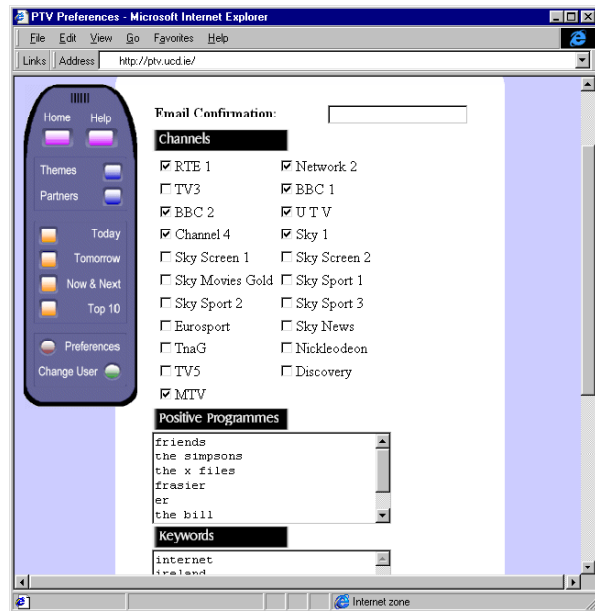 PTV Preferences - Microsoft Internet Explorer
File Edit View Go Favorites Help
Links Address http://ptv.ucd.ie/
Home Help
Themes
Partners
Today
Tomorrow
Now & Next
Top 10
Preferences
Change User
Email Confirmation:
Channels
RTE 1 Network 2
TV3 BBC 1
BBC 2 U T V
Channel 4 Sky 1
Sky Screen 1 Sky Screen 2
Sky Movies Gold Sky Sport 1
Sky Sport 2 Sky Sport 3
Eurosport Sky News
TnaG Nickleodeon
TV5 Discovery
MTV
Positive Programmes
friends
the simpsons
the x files
frasier
er
the bill
Keywords
internet
ireland
Internet zone